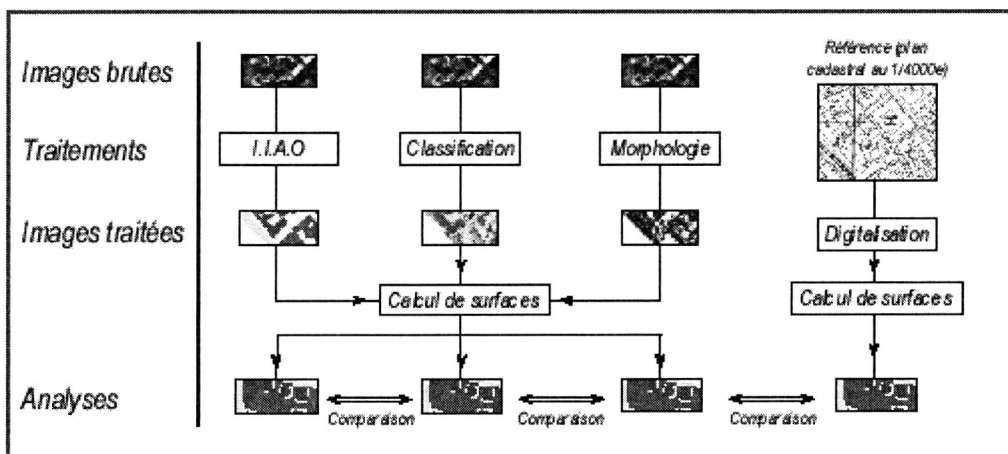 Images brutes
Référence (plan
cadastral au 1/4000e)
Traitements
I.I.A.O
Classification
Morphologie
Images traitées
Digitalisation
Calcul de surfaces
Calcul de surfaces
Analyses
Comparaison
Comparaison
Comparaison